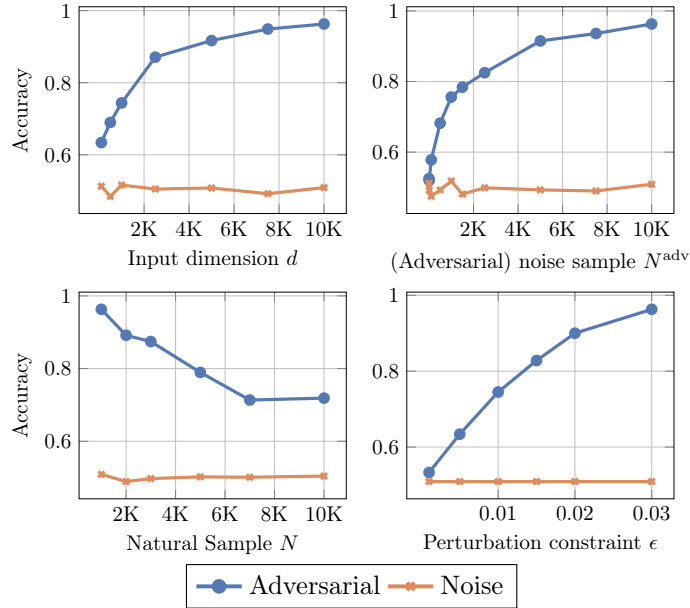 1
0.8
0.6
Accuracy
2K 4K 6K 8K 10K
Input dimension d
1
0.8
0.6
2K 4K 6K 8K 10K
(Adversarial) noise sample N^adv
1
0.8
0.6
Accuracy
2K 4K 6K 8K 10K
Natural Sample N
1
0.8
0.6
0.01 0.02 0.03
Perturbation constraint ϵ
Adversarial Noise